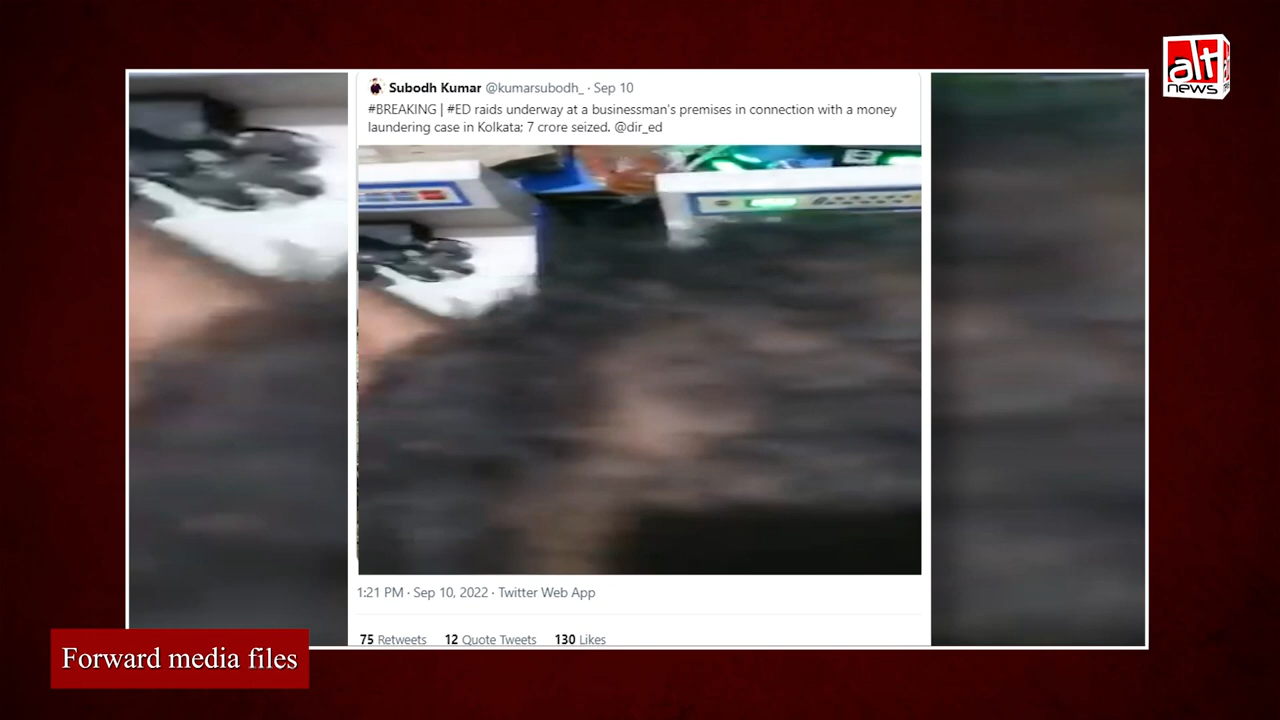 alt
news
Subodh Kumar @kumarsubodh_ · Sep 10
#BREAKING | #ED raids underway at a businessman's premises in connection with a money
laundering case in Kolkata; 7 crore seized. @dir_ed
1:21 PM · Sep 10, 2022 · Twitter Web App
75 Retweets 12 Quote Tweets 130 Likes
Forward media files